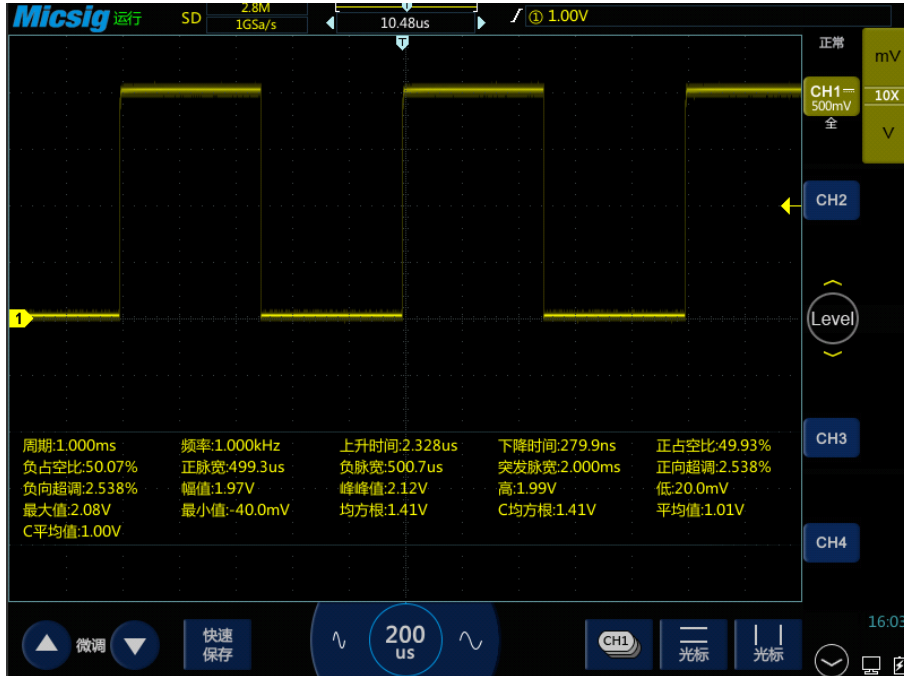 Micsig 运行 SD 2.8M 10.48us ① 1.00V
1GSa/s
T
正常
mV
CH1
500mV
10X
全
V
CH2
1
Level
周期:1.000ms 频率:1.000kHz 上升时间:2.328us 下降时间:279.9ns 正占空比:49.93%
负占空比:50.07% 正脉宽:499.3us 负脉宽:500.7us 突发脉宽:2.000ms 正向超调:2.538%
负向超调:2.538% 幅值:1.97V 峰峰值:2.12V 高:1.99V 低:20.0mV
最大值:2.08V 最小值:-40.0mV 均方根:1.41V C均方根:1.41V 平均值:1.01V
C平均值:1.00V
CH3
CH4
微调
快速
保存
200
us
CH1
光标
光标
16:03